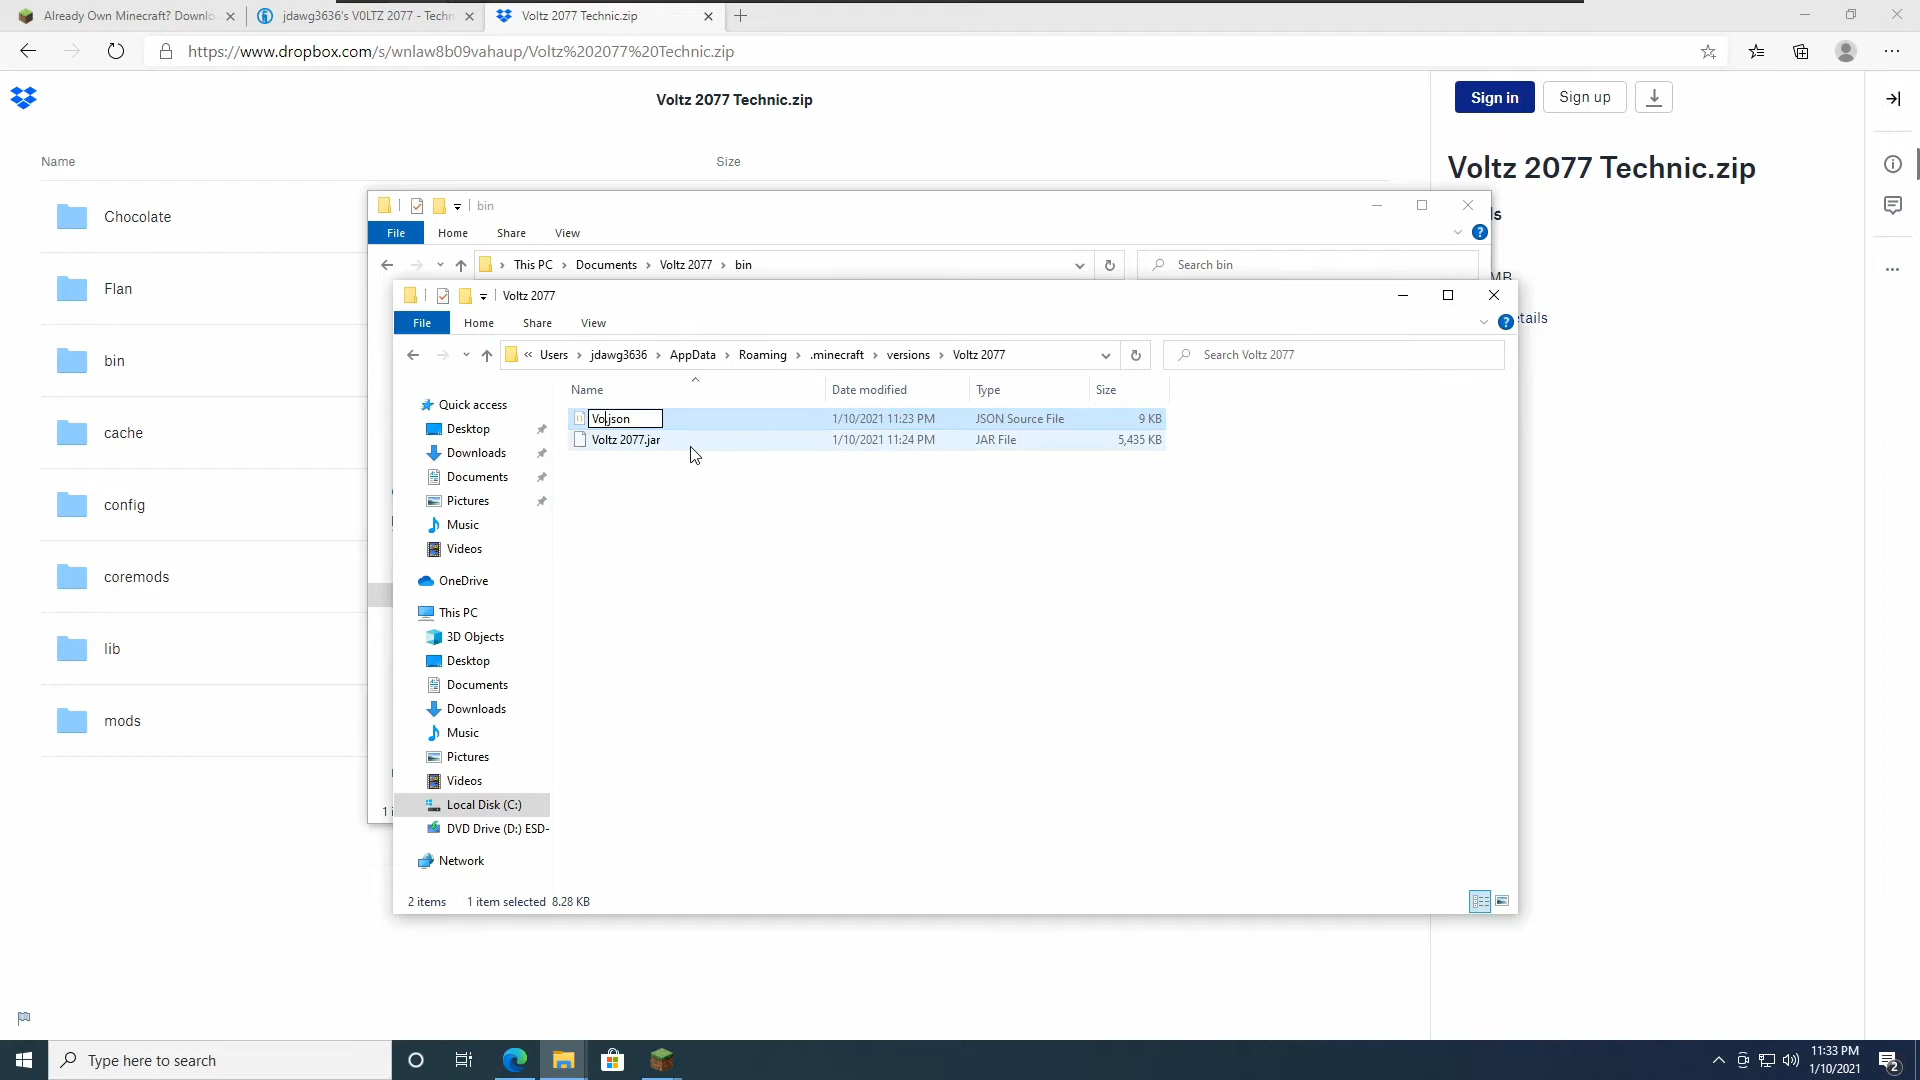 Already Own Minecraft? Downlo
jdawg3636's V0LTZ 2077 - Techn
Voltz 2077 Technic.zip
https://www.dropbox.com/s/wnlaw8b09vahaup/Voltz%202077%20Technic.zip
Voltz 2077 Technic.zip
Sign in
Sign up
Name
Size
Voltz 2077 Technic.zip
Chocolate
Flan
bin
cache
config
coremods
lib
mods
ls
MB
etails
bin
File
Home
Share
View
This PC > Documents > Voltz 2077 > bin
Search bin
Voltz 2077
File
Home
Share
View
« Users > jdawg3636 > AppData > Roaming > .minecraft > versions > Voltz 2077
Search Voltz 2077
Name
Date modified
Type
Size
Vo.json
1/10/2021 11:23 PM
JSON Source File
9 KB
Voltz 2077.jar
1/10/2021 11:24 PM
JAR File
5,435 KB
Quick access
Desktop
Downloads
Documents
Pictures
Music
Videos
OneDrive
This PC
3D Objects
Desktop
Documents
Downloads
Music
Pictures
Videos
Local Disk (C:)
DVD Drive (D:) ESD-
Network
2 items
1 item selected 8.28 KB
Type here to search
11:33 PM
1/10/2021
2